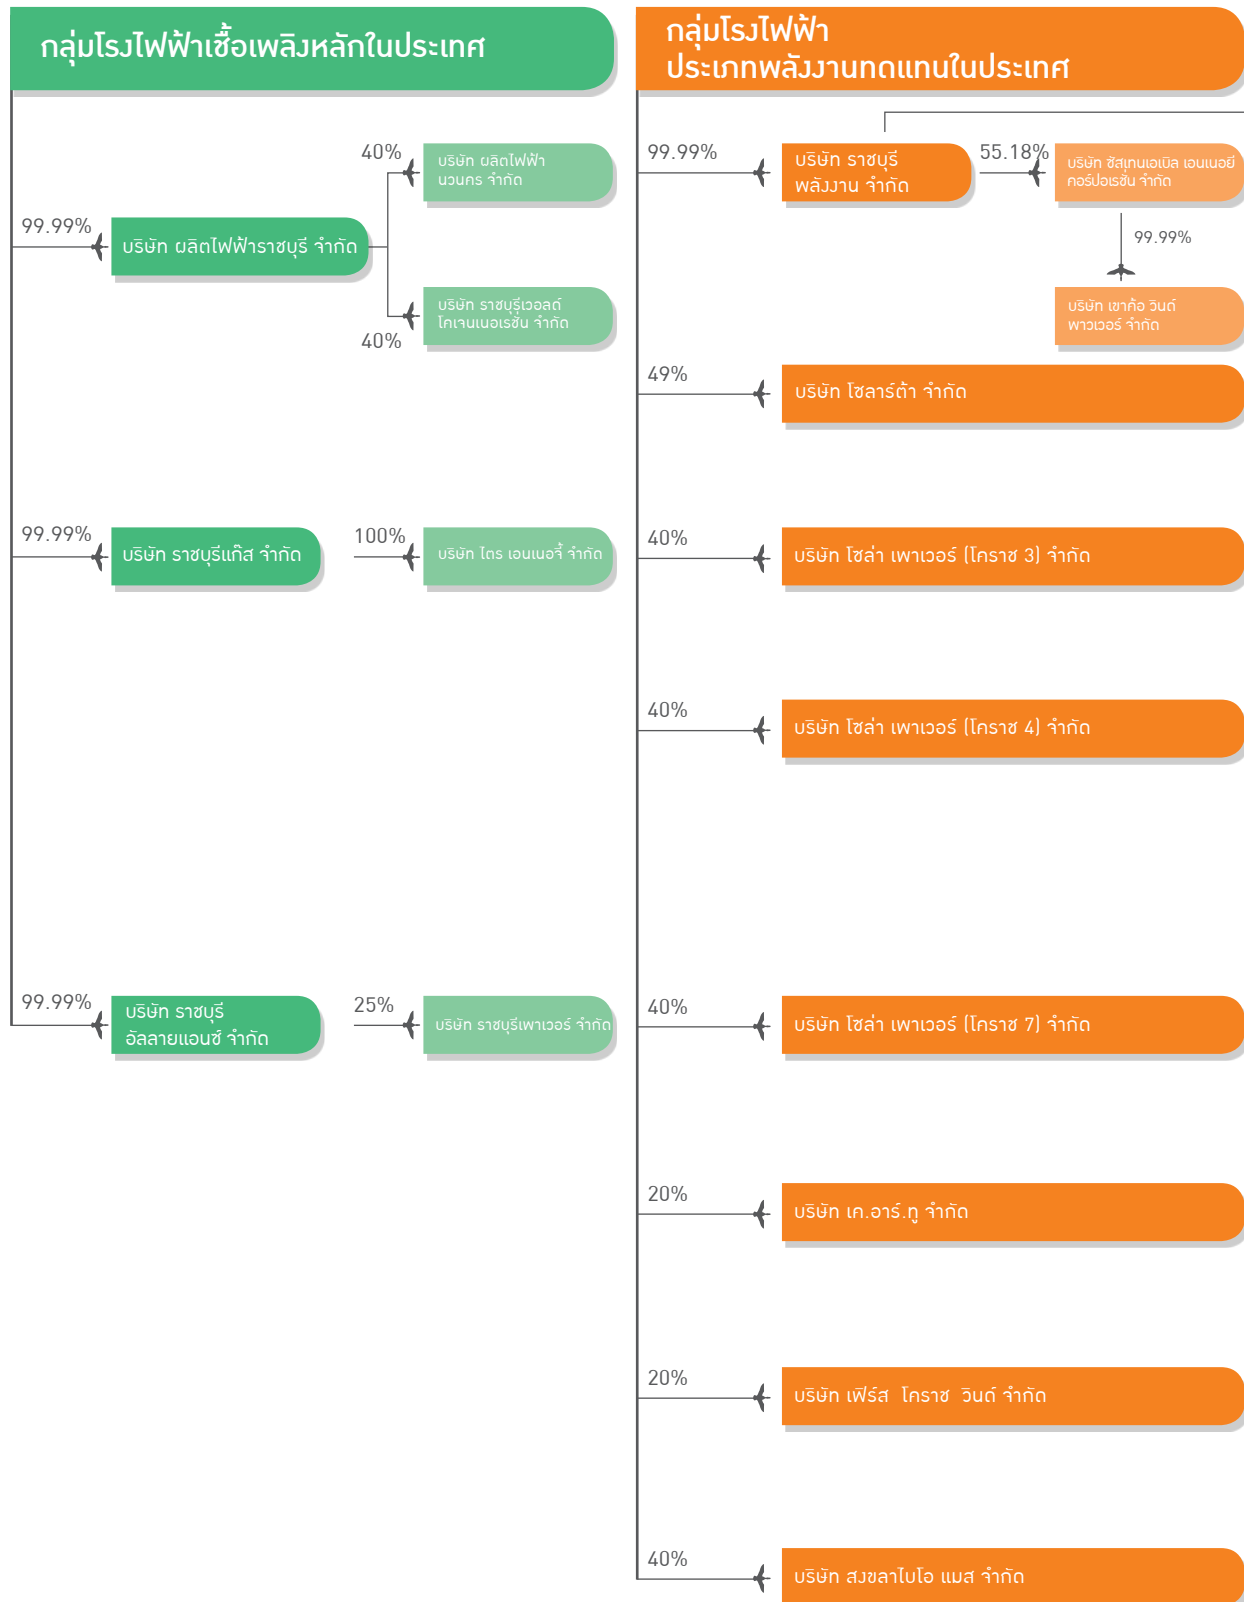 กลุ่มโรงไฟฟ้าเชื้อเพลิงหลักในประเทศ
99.99%
บริษัท ผลิตไฟฟ้าราชบุรี จำกัด
40%
บริษัท ผลิตไฟฟ้า
นวนคร จำกัด
บริษัท ราชบุรีเวอลด์
โคเจนเนอเรชั่น จำกัด
40%
99.99%
บริษัท ราชบุรีแก๊ส จำกัด
100%
บริษัท ไตร เอนเนอจี้ จำกัด
99.99%
บริษัท ราชบุรี
อัลลายแอนซ์ จำกัด
25%
บริษัท ราชบุรีเพาเวอร์ จำกัด
กลุ่มโรงไฟฟ้า
ประเภทพลังงานทดแทนในประเทศ
99.99%
บริษัท ราชบุรี
พลังงาน จำกัด
55.18%
บริษัท ซัสเทนเอเบิล เอนเนอยี
คอร์ปอเรชั่น จำกัด
99.99%
บริษัท เขาค้อ วินด์
พาวเวอร์ จำกัด
49%
บริษัท โซลาร์ต้า จำกัด
40%
บริษัท โซล่า เพาเวอร์ (โคราช 3) จำกัด
40%
บริษัท โซล่า เพาเวอร์ (โคราช 4) จำกัด
40%
บริษัท โซล่า เพาเวอร์ (โคราช 7) จำกัด
20%
บริษัท เค.อาร์.ทู จำกัด
20%
บริษัท เฟิร์ส โคราช วินด์ จำกัด
40%
บริษัท สงขลาไบโอ แมส จำกัด